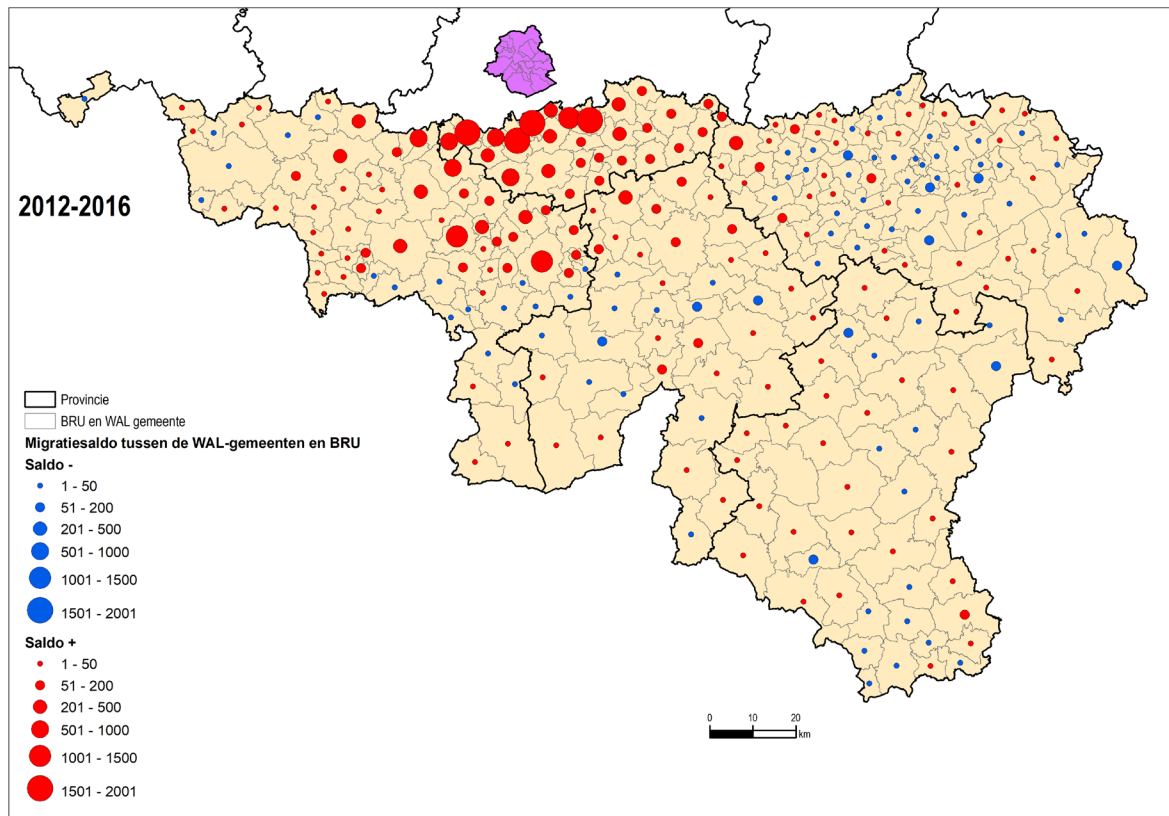 2012-2016
Provincie
BRU en WAL gemeente
Migratiesaldo tussen de WAL-gemeenten en BRU
Saldo -
1 - 50
51 - 200
201 - 500
501 - 1000
1001 - 1500
1501 - 2001
Saldo +
1 - 50
51 - 200
201 - 500
501 - 1000
1001 - 1500
1501 - 2001
0 10 20
km